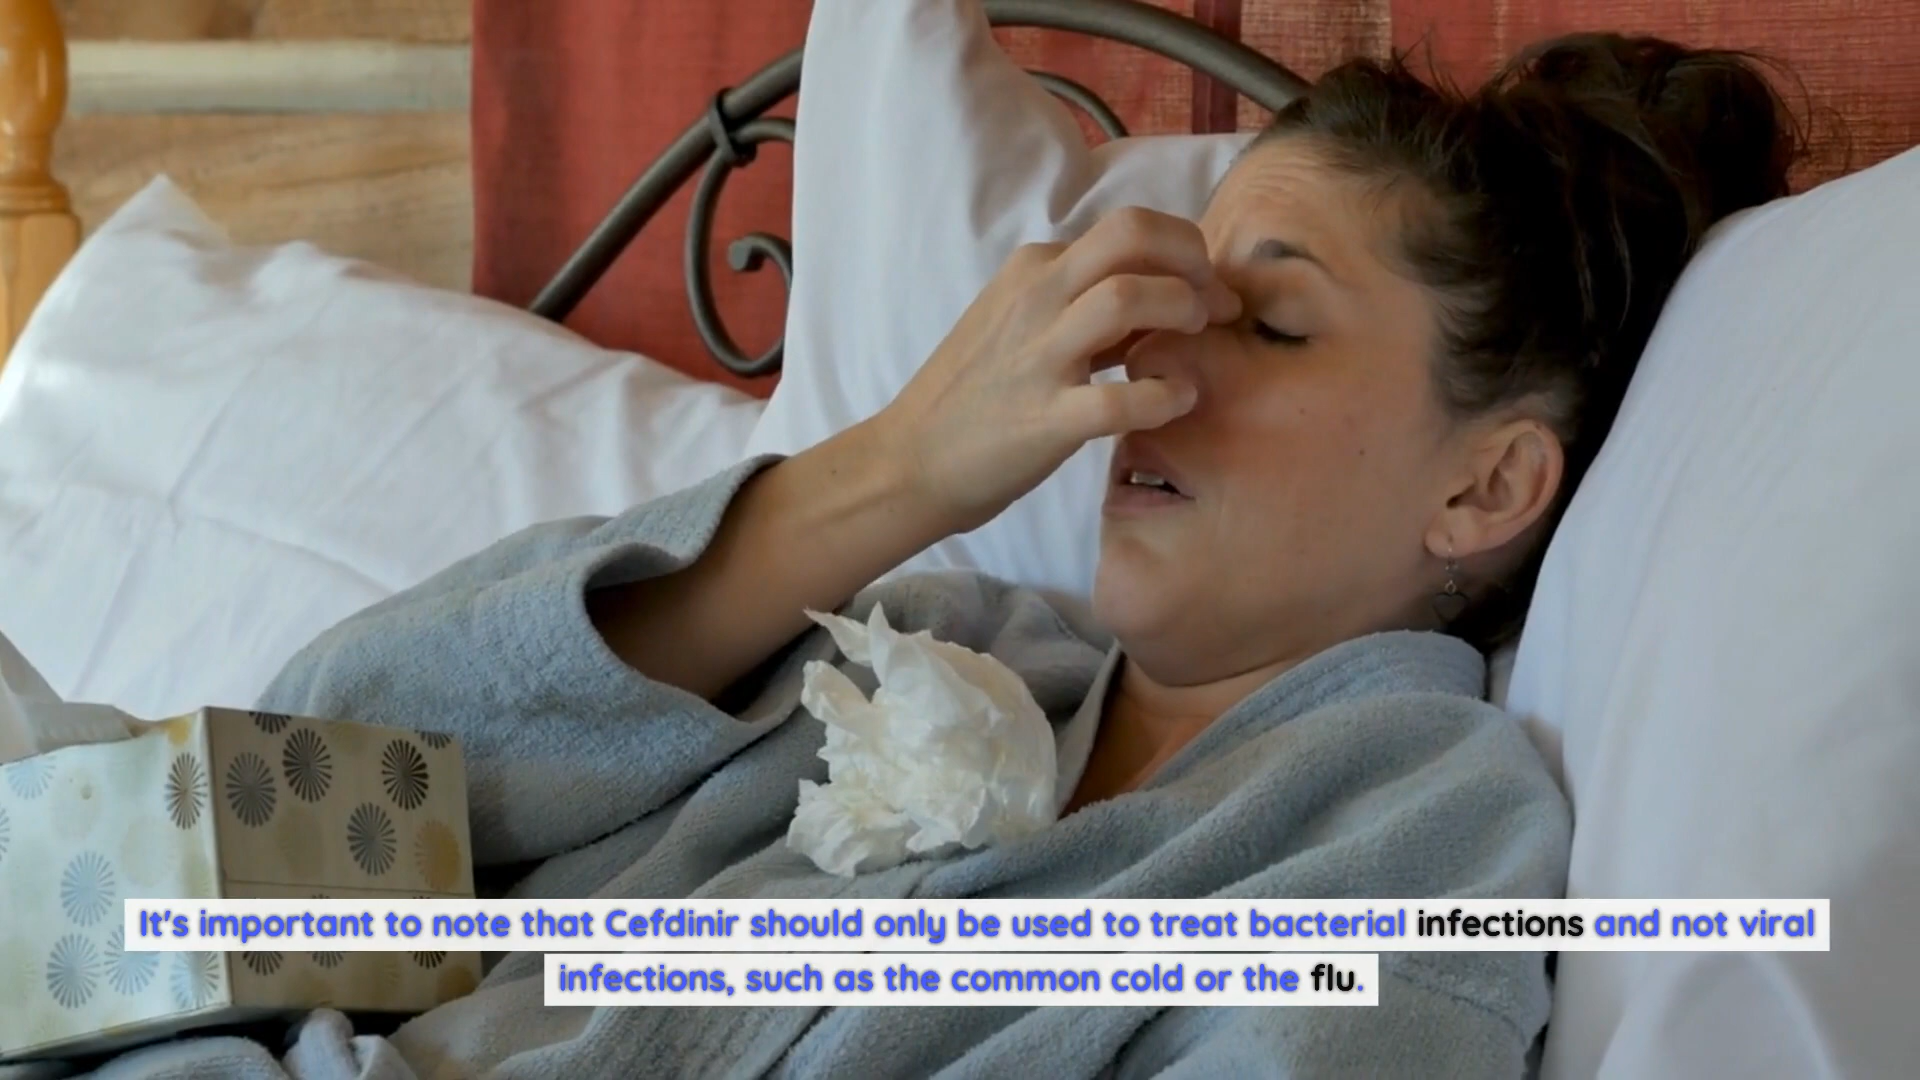 It's important to note that Cefdinir should only be used to treat bacterial infections and not viral
infections, such as the common cold or the flu.